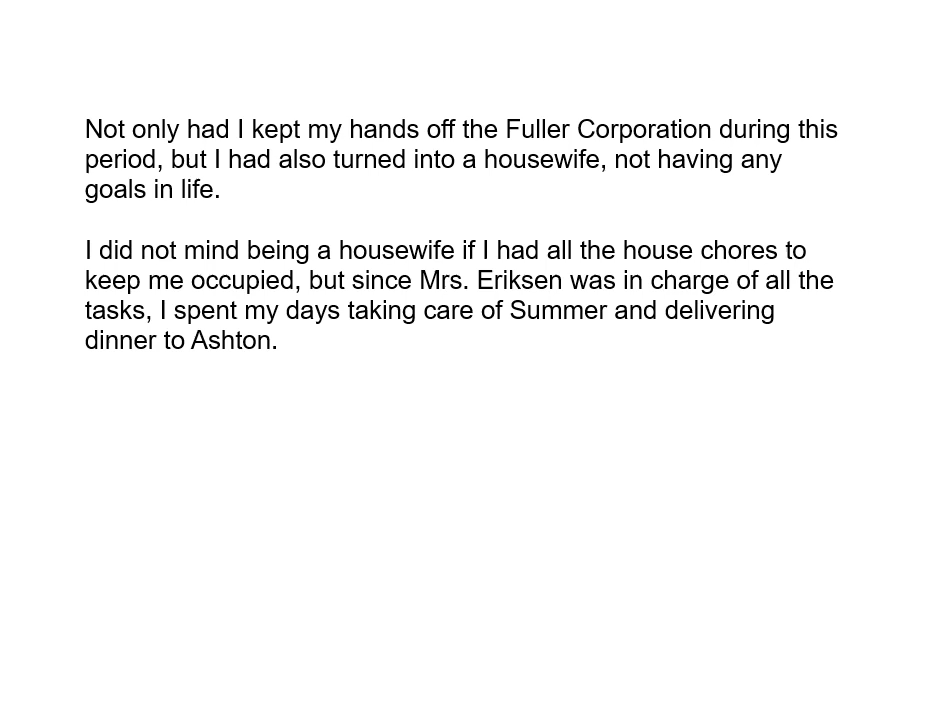 Not only had I kept my hands off the Fuller Corporation during this
period, but I had also turned into a housewife, not having any
goals in life.
I did not mind being a housewife if I had all the house chores to
keep me occupied, but since Mrs. Eriksen was in charge of all the
tasks, I spent my days taking care of Summer and delivering
dinner to Ashton.